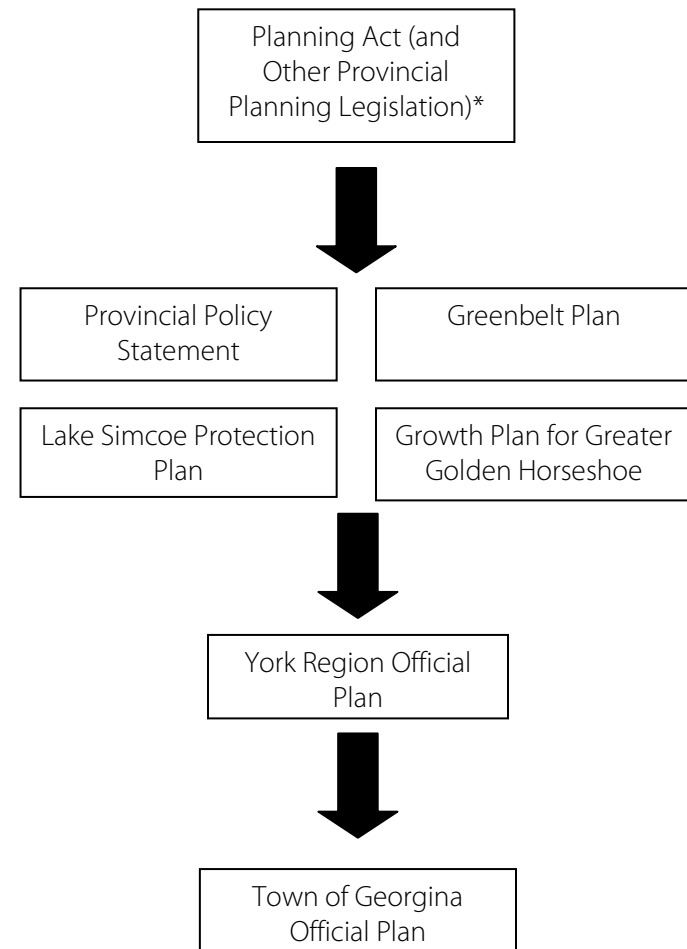 Planning Act (and
Other Provincial
Planning Legislation)*
Provincial Policy
Statement
Greenbelt Plan
Lake Simcoe Protection
Plan
Growth Plan for Greater
Golden Horseshoe
York Region Official
Plan
Town of Georgina
Official Plan